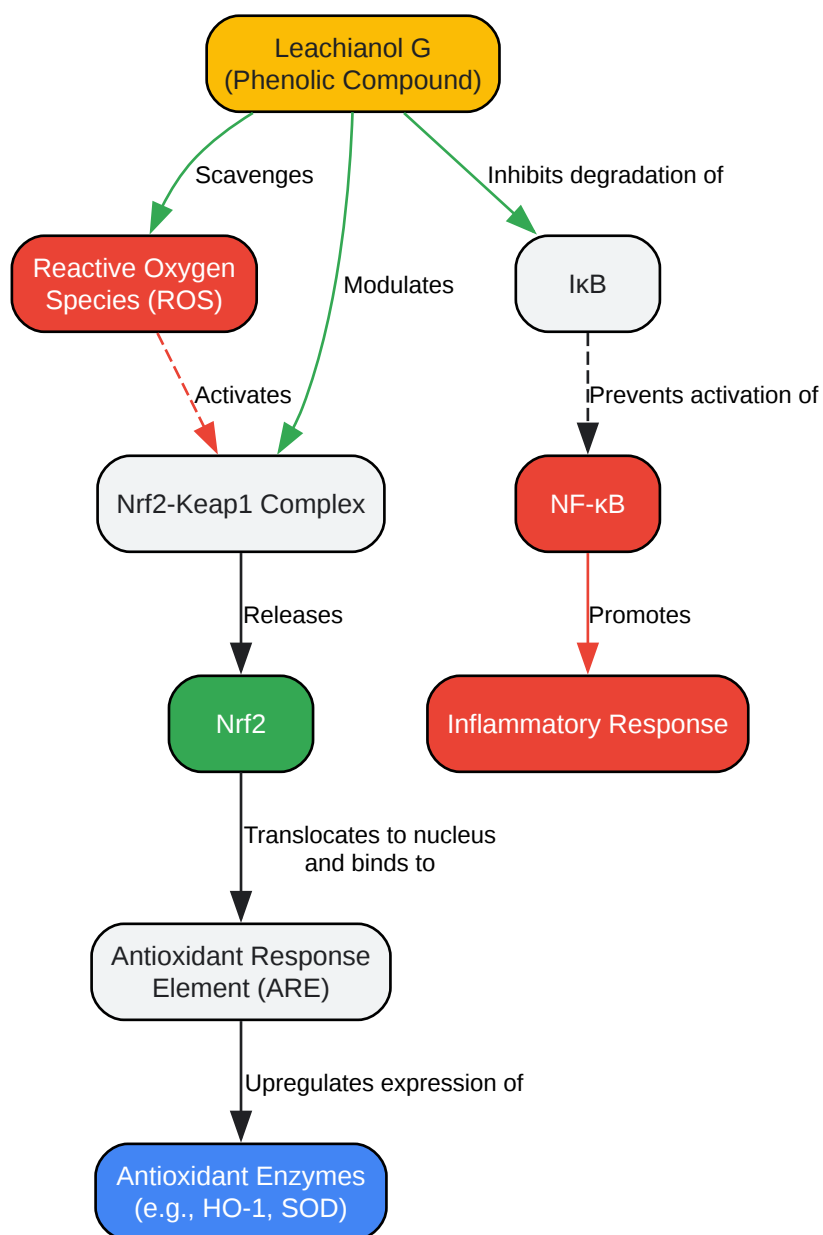 Leachianol G
(Phenolic Compound)
Scavenges
Inhibits degradation of
Reactive Oxygen
Species (ROS)
Modulates
IκB
Activates
Prevents activation of
Nrf2-Keap1 Complex
NF-κB
Releases
Promotes
Nrf2
Inflammatory Response
Translocates to nucleus
and binds to
Antioxidant Response
Element (ARE)
Upregulates expression of
Antioxidant Enzymes
(e.g., HO-1, SOD)